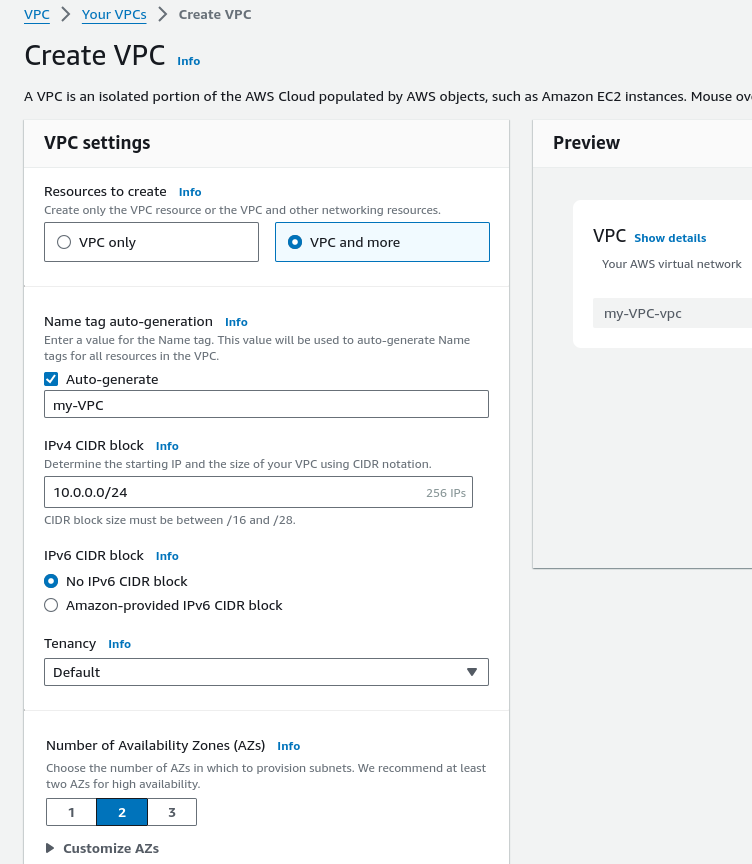 VPC > Your VPCs > Create VPC
Create VPC Info
A VPC is an isolated portion of the AWS Cloud populated by AWS objects, such as Amazon EC2 instances. Mouse
VPC settings
Resources to create Info
Create only the VPC resource or the VPC and other networking resources.
VPC only
VPC and more
Name tag auto-generation Info
Enter a value for the Name tag. This value will be used to auto-generate Name
tags for all resources in the VPC.
Auto-generate
my-VPC
IPv4 CIDR block Info
Determine the starting IP and the size of your VPC using CIDR notation.
10.0.0.0/24 256 IPs
CIDR block size must be between /16 and /28.
IPv6 CIDR block Info
No IPv6 CIDR block
Amazon-provided IPv6 CIDR block
Tenancy Info
Default
Number of Availability Zones (AZs) Info
Choose the number of AZs in which to provision subnets. We recommend at least
two AZs for high availability.
1 2 3
Customize AZs
Preview
VPC Show details
Your AWS virtual network
my-VPC-vpc